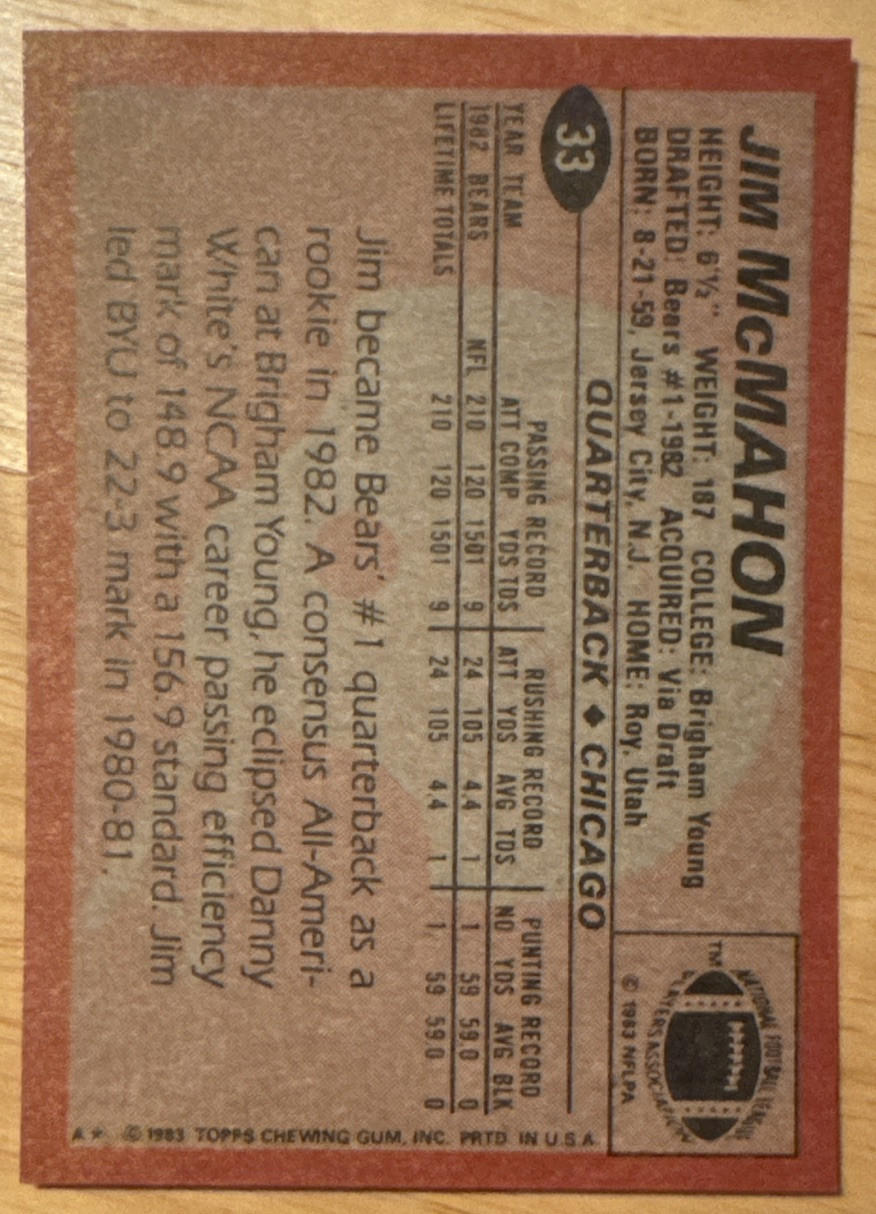 JIM McMAHON
HEIGHT: 6'½" WEIGHT: 187 COLLEGE: Brigham Young
DRAFTED: Bears #1-1982 ACQUIRED: Via Draft
BORN: 8-21-59, Jersey City, N.J. HOME: Roy, Utah
NATIONAL FOOTBALL LEAGUE
PLAYERS ASSOCIATION
TM
© 1983 NFLPA
33
QUARTERBACK ♦ CHICAGO
PASSING RECORD RUSHING RECORD PUNTING RECORD
YEAR TEAM ATT COMP YDS TDS ATT YDS AVG TDS NO YDS AVG BLK
1982 BEARS NFL 210 120 1501 9 24 105 4.4 1 1 59 59.0 0
LIFETIME TOTALS 210 120 1501 9 24 105 4.4 1 1 59 59.0 0
Jim became Bears' #1 quarterback as a
rookie in 1982. A consensus All-Ameri-
can at Brigham Young, he eclipsed Danny
White's NCAA career passing efficiency
mark of 148.9 with a 156.9 standard. Jim
led BYU to 22-3 mark in 1980-81.
A* © 1983 TOPPS CHEWING GUM, INC. PRTD. IN U.S.A.